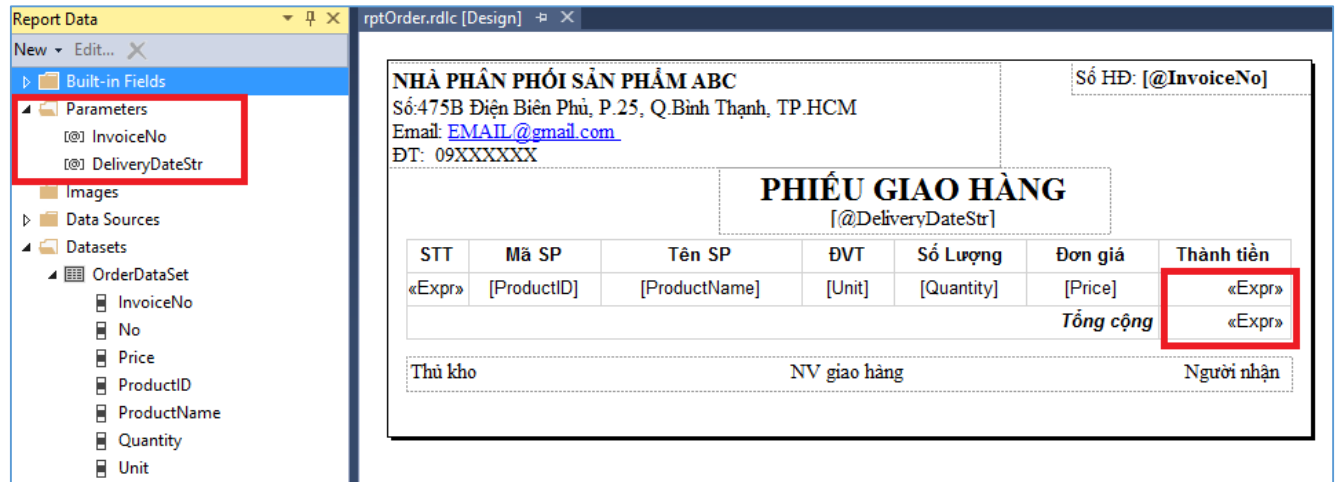 Report Data
New Edit...
Built-in Fields
Parameters
[@] InvoiceNo
[@] DeliveryDateStr
Images
Data Sources
Datasets
OrderDataSet
InvoiceNo
No
Price
ProductID
ProductName
Quantity
Unit
rptOrder.rdlc [Design]
NHÀ PHÂN PHỐI SẢN PHẨM ABC
Số HĐ: [@InvoiceNo]
Số:475B Điện Biên Phủ, P.25, Q.Bình Thạnh, TP.HCM
Email: EMAIL@gmail.com
ĐT: 09XXXXXX
PHIẾU GIAO HÀNG
[@DeliveryDateStr]
STT Mã SP Tên SP ĐVT Số Lượng Đơn giá Thành tiền
«Expr» [ProductID] [ProductName] [Unit] [Quantity] [Price] «Expr»
Tổng cộng «Expr»
Thủ kho NV giao hàng Người nhận